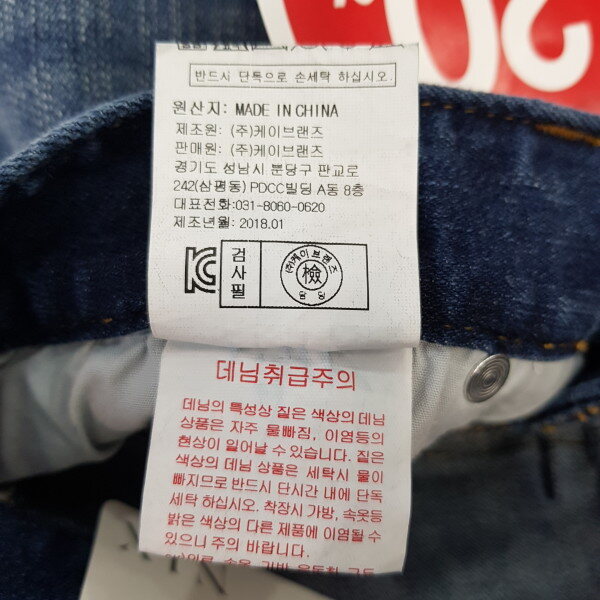 20%
반드시 단독으로 손세탁 하십시오.
원산지: MADE IN CHINA
제조원: (주)케이브랜즈
판매원: (주)케이브랜즈
경기도 성남시 분당구 판교로
242(삼평동) PDCC빌딩 A동 8층
대표전화:031-8060-0620
제조년월: 2018.01
검사필
(주)케이브랜즈
檢
담당
데님취급주의
데님의 특성상 짙은 색상의 데님
상품은 자주 물빠짐, 이염등의
현상이 일어날 수 있습니다. 짙은
색상의 데님 상품은 세탁시 물이
빠지므로 반드시 단시간 내에 단독
세탁 하십시오. 착장시 가방, 속옷등
밝은 색상의 다른 제품에 이염될 수
있으니 주의 바랍니다.